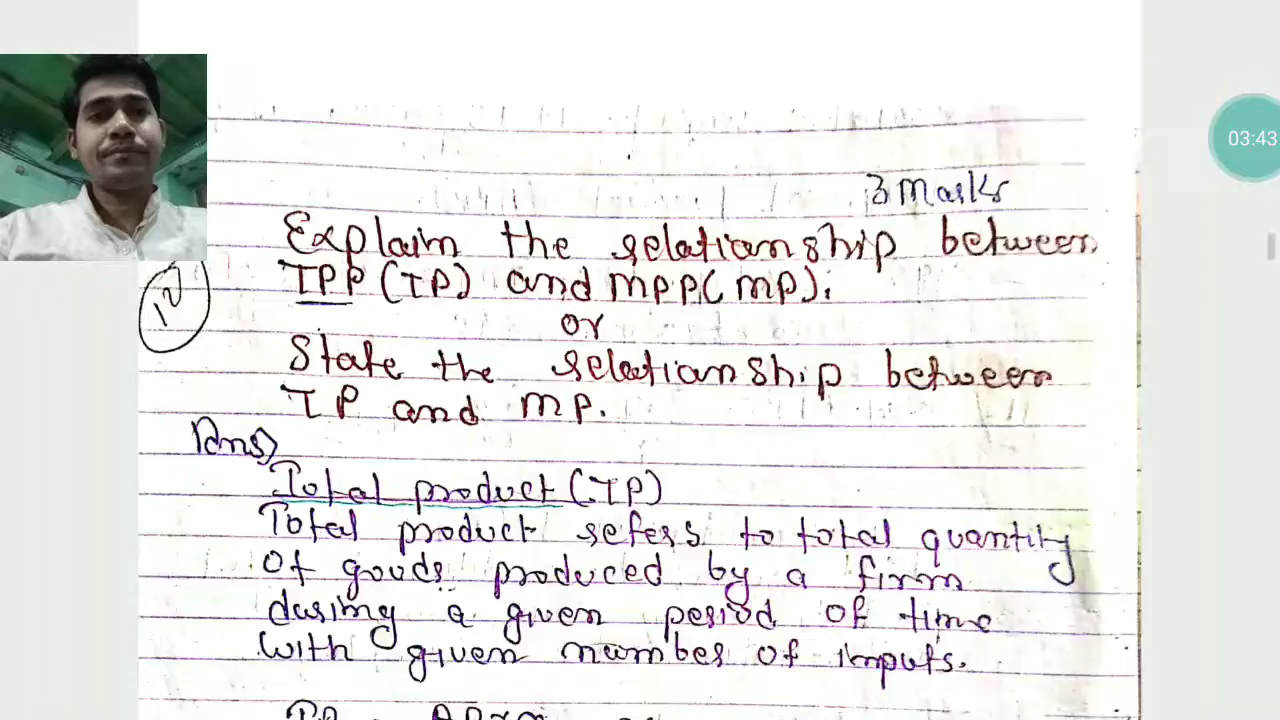 03:43
3 Marks
Explain the relationship between
TPP (TP) and MPP (MP).
or
State the relationship between
TP and MP.
Ans)
Total product (TP)
Total product refers to total quantity
Of goods produced by a firm
during a given period of time
with given number of inputs.